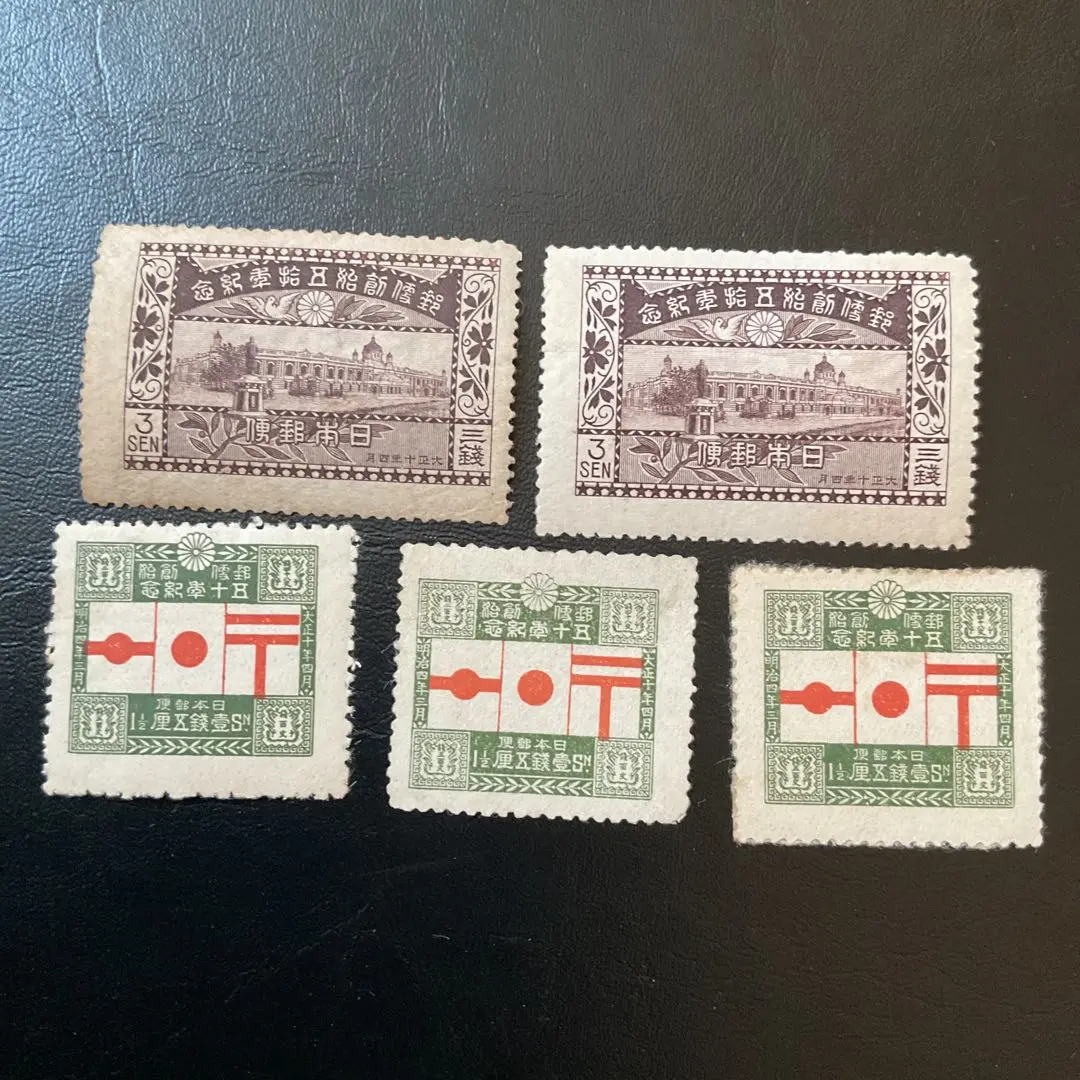 郵便創始五拾年紀念
3
SEN
日本郵便
三錢
大正十年四月
郵便創始五拾年紀念
3
SEN
日本郵便
三錢
大正十年四月
郵便創始
五十年紀念
大正十年四月
治四年三月
日本郵便
1½ 壹錢五厘 SN.
郵便創始
五十年紀念
大正十年四月
明治四年三月
日本郵便
1½ 壹錢五厘 SN.
郵便創始
五十年紀念
大正十年四月
明治四年三月
日本郵便
1½ 壹錢五厘 SN.